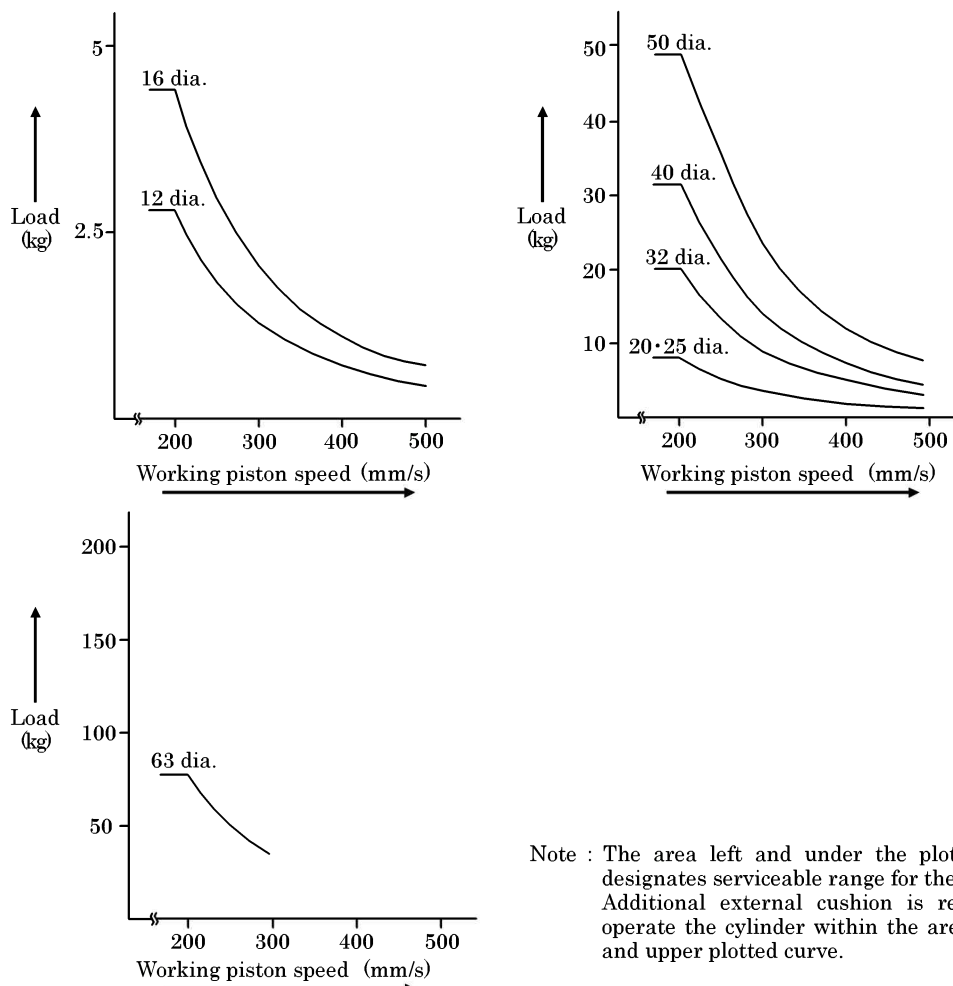 5
16 dia.
12 dia.
2.5
Load
(kg)
200 300 400 500
Working piston speed (mm/s)
50 dia.
50
40
40 dia.
30
32 dia.
20
20・25 dia.
10
Load
(kg)
200 300 400 500
Working piston speed (mm/s)
200
150
100
63 dia.
50
Load
(kg)
200 300 400 500
Working piston speed (mm/s)
Note : The area left and under the plot
designates serviceable range for the
Additional external cushion is re
operate the cylinder within the are
and upper plotted curve.